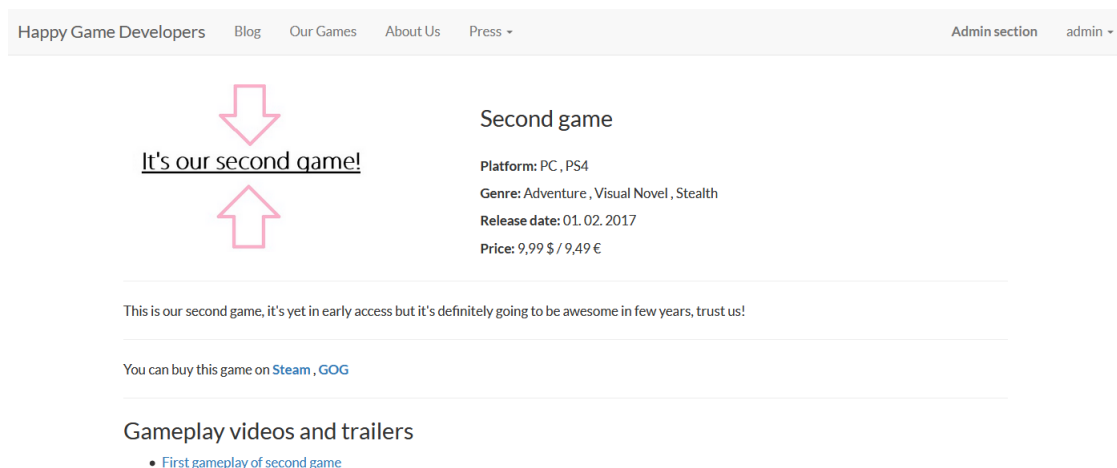 Happy Game Developers Blog Our Games About Us Press Admin section admin
It's our second game!
Second game
Platform: PC , PS4
Genre: Adventure , Visual Novel , Stealth
Release date: 01. 02. 2017
Price: 9,99 $ / 9,49 €
This is our second game, it's yet in early access but it's definitely going to be awesome in few years, trust us!
You can buy this game on Steam , GOG
Gameplay videos and trailers
First gameplay of second game